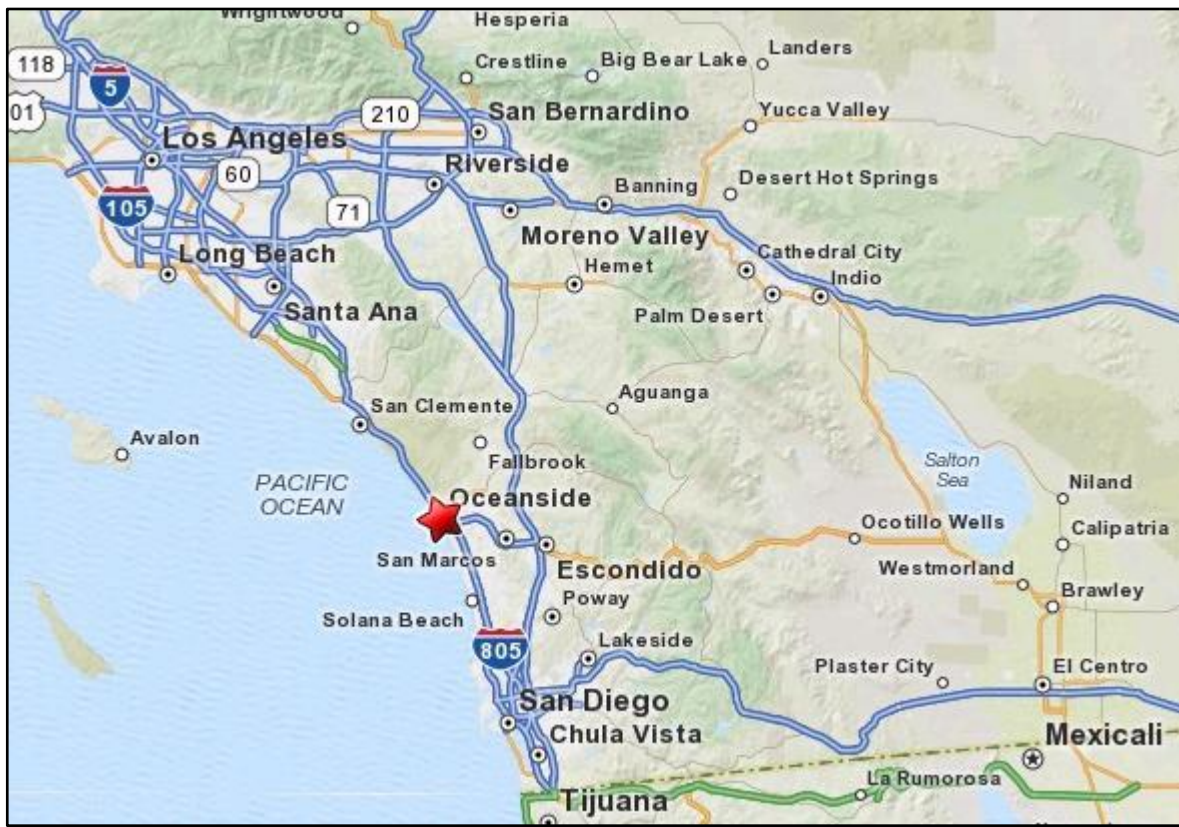 Wrightwood
Hesperia
118
5
Crestline
Big Bear Lake
Landers
01
210
San Bernardino
Yucca Valley
Los Angeles
60
Riverside
Banning
Desert Hot Springs
105
71
Moreno Valley
Long Beach
Hemet
Cathedral City
Indio
Santa Ana
Palm Desert
San Clemente
Aguanga
Avalon
Fallbrook
Salton
Sea
PACIFIC
OCEAN
Oceanside
Niland
Ocotillo Wells
Calipatria
San Marcos
Escondido
Westmorland
Brawley
Solana Beach
Poway
805
Lakeside
Plaster City
El Centro
San Diego
Chula Vista
Mexicali
La Rumorosa
Tijuana